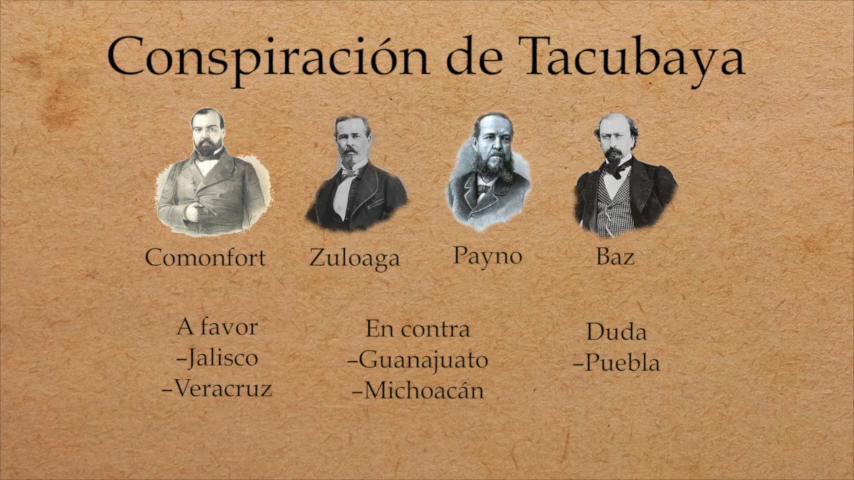 Conspiración de Tacubaya
Comonfort
Zuloaga
Payno
Baz
A favor
–Jalisco
–Veracruz
En contra
–Guanajuato
–Michoacán
Duda
–Puebla